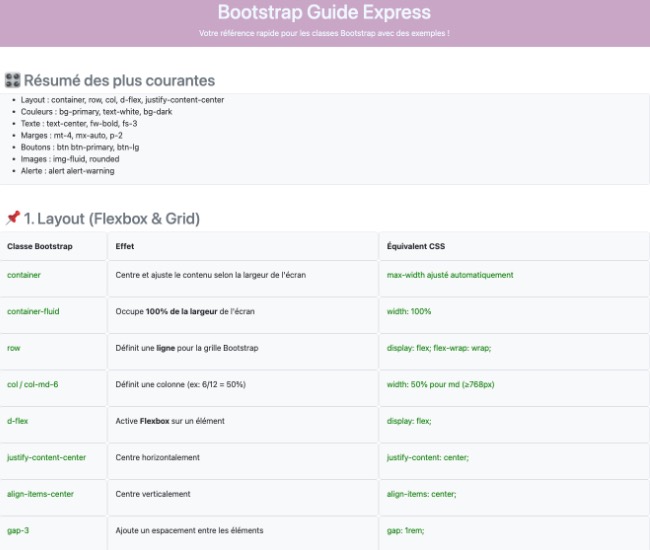 Bootstrap Guide Express
Votre référence rapide pour les classes Bootstrap avec des exemples !
Résumé des plus courantes
• Layout : container, row, col, d-flex, justify-content-center
• Couleurs : bg-primary, text-white, bg-dark
• Texte : text-center, fw-bold, fs-3
• Marges : mt-4, mx-auto, p-2
• Boutons : btn btn-primary, btn-lg
• Images : img-fluid, rounded
• Alerte : alert alert-warning
1. Layout (Flexbox & Grid)
Classe Bootstrap Effet Équivalent CSS
container Centre et ajuste le contenu selon la largeur de l'écran max-width ajusté automatiquement
container-fluid Occupe 100% de la largeur de l'écran width: 100%
row Définit une ligne pour la grille Bootstrap display: flex; flex-wrap: wrap;
col / col-md-6 Définit une colonne (ex: 6/12 = 50%) width: 50% pour md (≥768px)
d-flex Active Flexbox sur un élément display: flex;
justify-content-center Centre horizontalement justify-content: center;
align-items-center Centre verticalement align-items: center;
gap-3 Ajoute un espacement entre les éléments gap: 1rem;